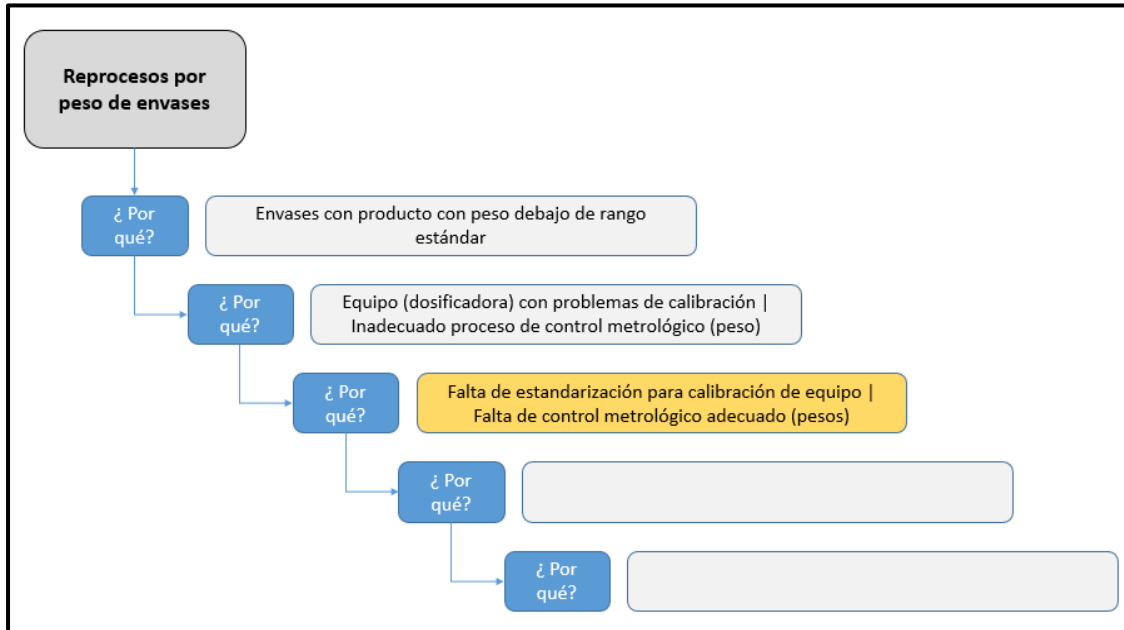 Reprocesos por
peso de envases
¿ Por
qué?
Envases con producto con peso debajo de rango
estándar
¿ Por
qué?
Equipo (dosificadora) con problemas de calibración |
Inadecuado proceso de control metrológico (peso)
¿ Por
qué?
Falta de estandarización para calibración de equipo |
Falta de control metrológico adecuado (pesos)
¿ Por
qué?
¿ Por
qué?